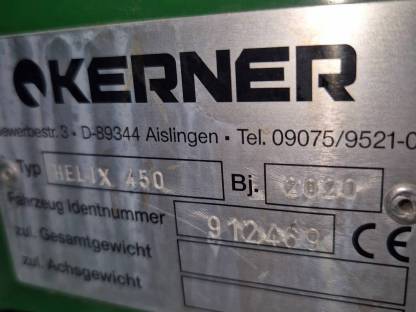 KERNER
ewerbestr. 3 • D-89344 Aislingen • Tel. 09075/9521-0
Typ HELIX 450 Bj. 2020
Fahrzeug Identnummer 912469 CE
zul. Gesamtgewicht
zul. Achsgewicht